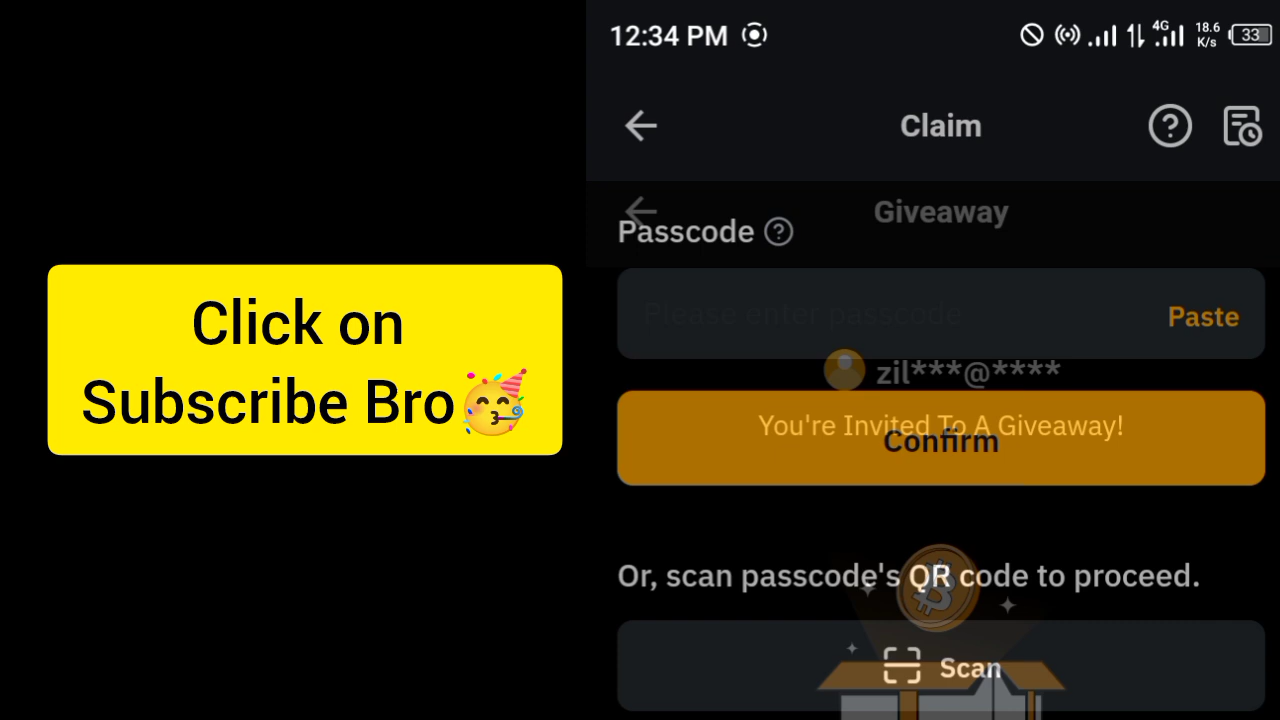 Click on
Subscribe Bro🥳
12:34 PM
4G
18.6
K/s
33
Claim
Giveaway
Passcode
Please enter passcode
Paste
zil***@****
You're Invited To A Giveaway!
Confirm
Or, scan passcode's QR code to proceed.
Scan